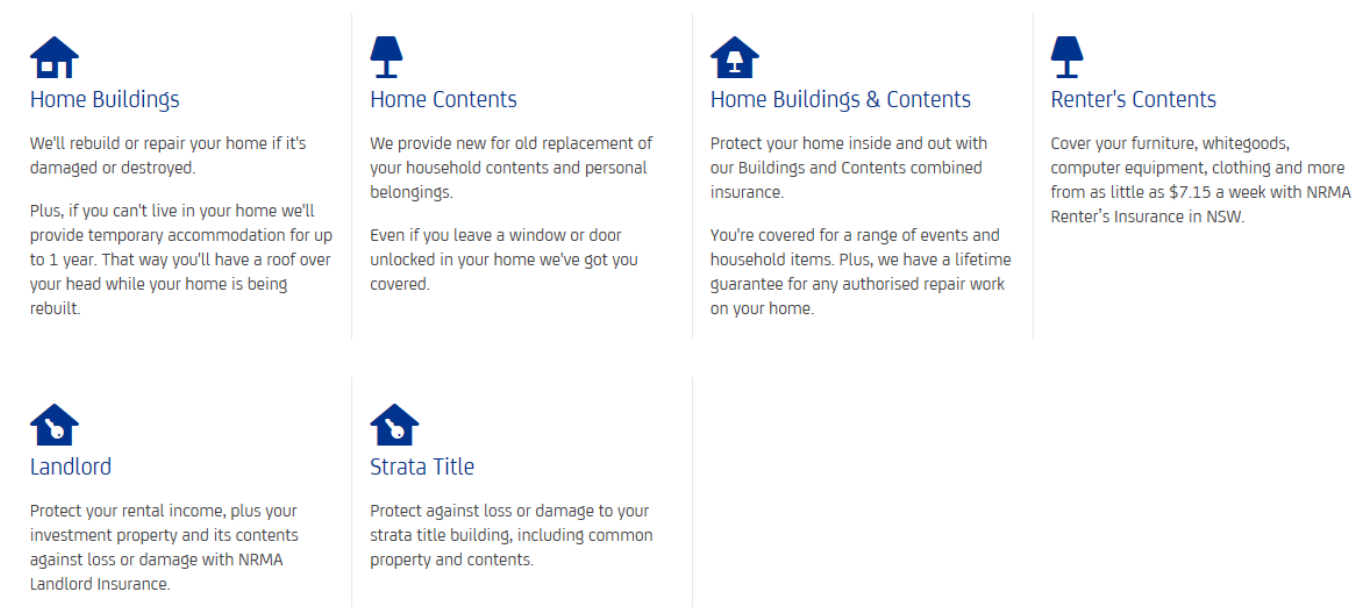 Home Buildings
We'll rebuild or repair your home if it's
damaged or destroyed.
Plus, if you can't live in your home we'll
provide temporary accommodation for up
to 1 year. That way you'll have a roof over
your head while your home is being
rebuilt.
Home Contents
We provide new for old replacement of
your household contents and personal
belongings.
Even if you leave a window or door
unlocked in your home we've got you
covered.
Home Buildings & Contents
Protect your home inside and out with
our Buildings and Contents combined
insurance.
You're covered for a range of events and
household items. Plus, we have a lifetime
guarantee for any authorised repair work
on your home.
Renter's Contents
Cover your furniture, whitegoods,
computer equipment, clothing and more
from as little as $7.15 a week with NRMA
Renter’s Insurance in NSW.
Landlord
Protect your rental income, plus your
investment property and its contents
against loss or damage with NRMA
Landlord Insurance.
Strata Title
Protect against loss or damage to your
strata title building, including common
property and contents.